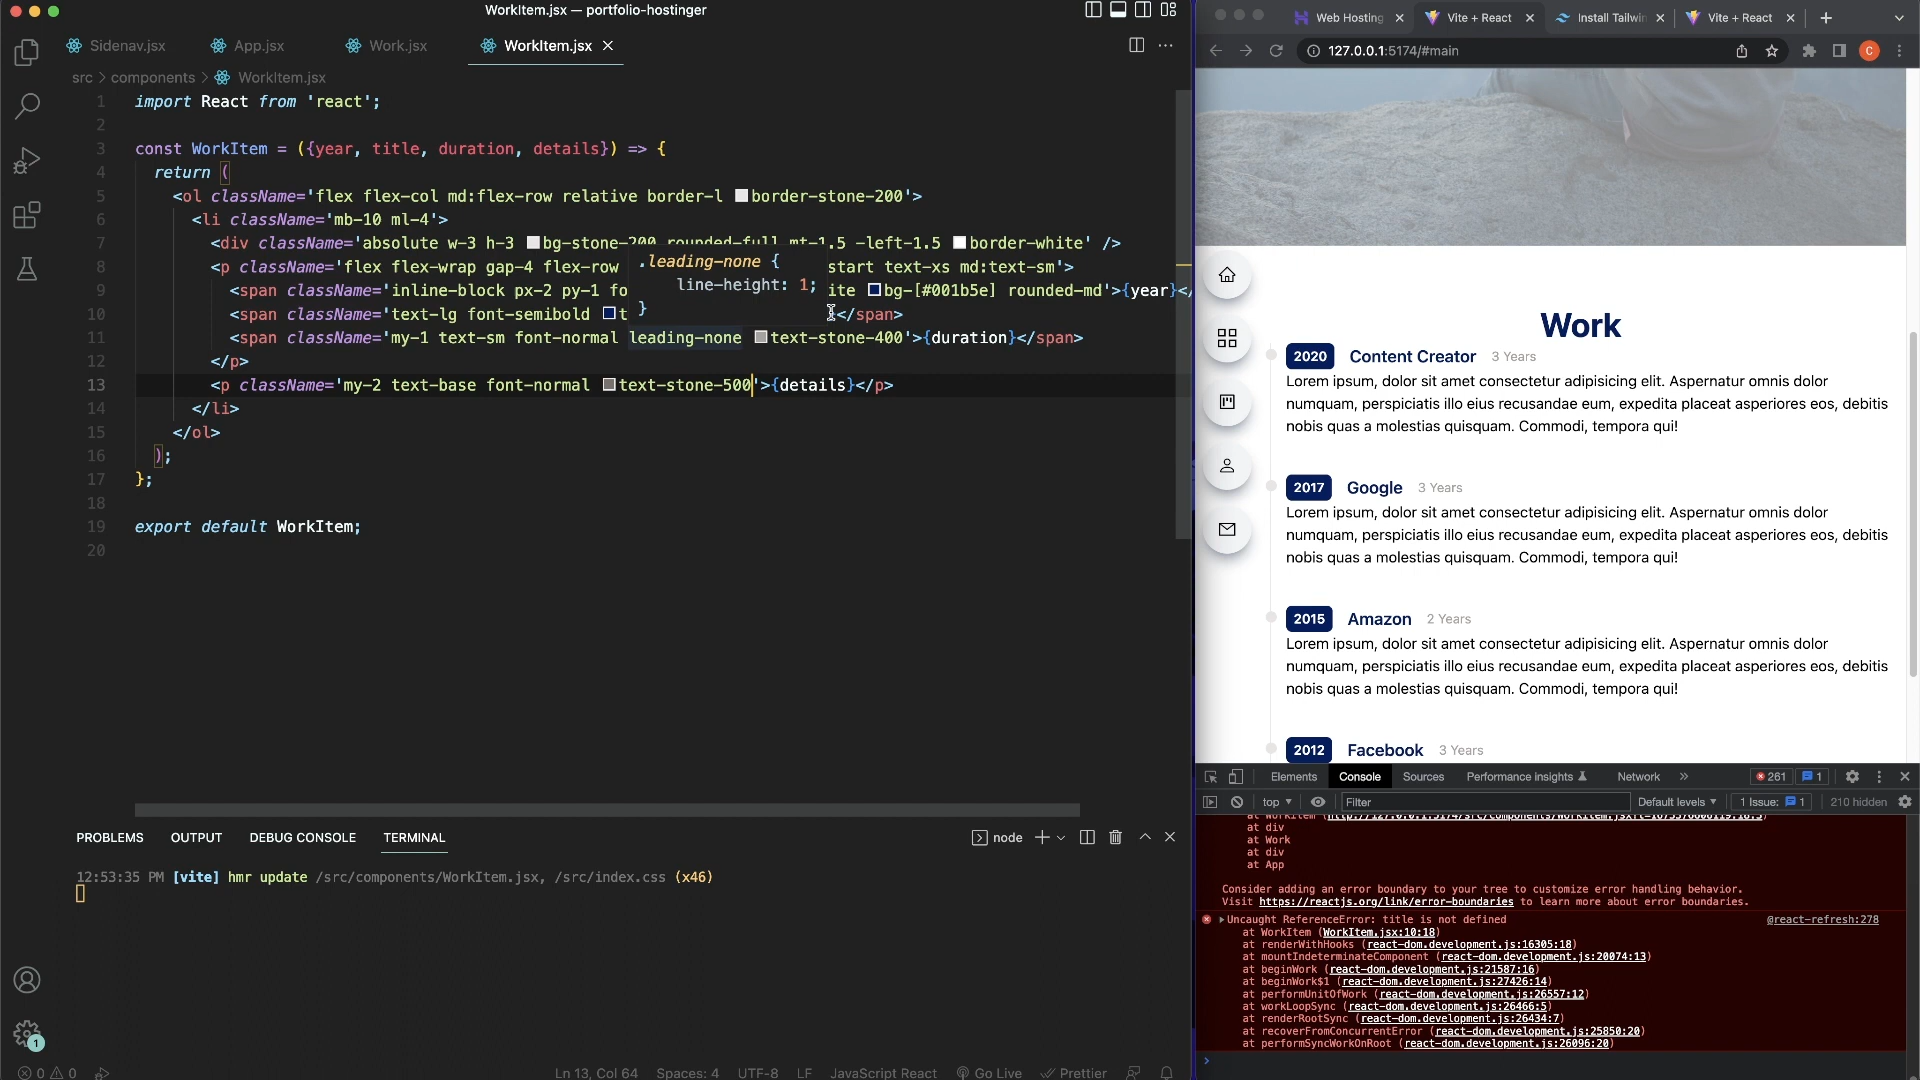 WorkItem.jsx — portfolio-hostinger
Sidenav.jsx
App.jsx
Work.jsx
WorkItem.jsx
src > components > WorkItem.jsx
1 import React from 'react';
2
3 const WorkItem = ({year, title, duration, details}) => {
4 return (
5 <ol className='flex flex-col md:flex-row relative border-l border-stone-200'>
6 <li className='mb-10 ml-4'>
7 <div className='absolute w-3 h-3 bg-stone-200 rounded-full mt-1.5 -left-1.5 border-white' />
8 <p className='flex flex-wrap gap-4 flex-row start text-xs md:text-sm'>
9 <span className='inline-block px-2 py-1 fo ite bg-[#001b5e] rounded-md'>{year}</
10 <span className='text-lg font-semibold t </span>
11 <span className='my-1 text-sm font-normal leading-none text-stone-400'>{duration}</span>
12 </p>
13 <p className='my-2 text-base font-normal text-stone-500'>{details}</p>
14 </li>
15 </ol>
16 );
17 };
18
19 export default WorkItem;
20
.leading-none {
line-height: 1;
}
PROBLEMS
OUTPUT
DEBUG CONSOLE
TERMINAL
node
12:53:35 PM [vite] hmr update /src/components/WorkItem.jsx, /src/index.css (x46)
1
0 0
Ln 13, Col 64
Spaces: 4
UTF-8
LF
JavaScript React
Go Live
Prettier
Web Hosting
Vite + React
Install Tailwin
Vite + React
127.0.0.1:5174/#main
C
Work
2020 Content Creator 3 Years
Lorem ipsum, dolor sit amet consectetur adipisicing elit. Aspernatur omnis dolor
numquam, perspiciatis illo eius recusandae eum, expedita placeat asperiores eos, debitis
nobis quas a molestias quisquam. Commodi, tempora qui!
2017 Google 3 Years
Lorem ipsum, dolor sit amet consectetur adipisicing elit. Aspernatur omnis dolor
numquam, perspiciatis illo eius recusandae eum, expedita placeat asperiores eos, debitis
nobis quas a molestias quisquam. Commodi, tempora qui!
2015 Amazon 2 Years
Lorem ipsum, dolor sit amet consectetur adipisicing elit. Aspernatur omnis dolor
numquam, perspiciatis illo eius recusandae eum, expedita placeat asperiores eos, debitis
nobis quas a molestias quisquam. Commodi, tempora qui!
2012 Facebook 3 Years
Elements
Console
Sources
Performance insights
Network
261
1
top
Filter
Default levels
1 Issue: 1
210 hidden
at div
at Work
at div
at App
Consider adding an error boundary to your tree to customize error handling behavior.
Visit https://reactjs.org/link/error-boundaries to learn more about error boundaries.
Uncaught ReferenceError: title is not defined @react-refresh:278
at WorkItem (WorkItem.jsx:10:18)
at renderWithHooks (react-dom.development.js:16305:18)
at mountIndeterminateComponent (react-dom.development.js:20074:13)
at beginWork (react-dom.development.js:21587:16)
at beginWork$1 (react-dom.development.js:27426:14)
at performUnitOfWork (react-dom.development.js:26557:12)
at workLoopSync (react-dom.development.js:26466:5)
at renderRootSync (react-dom.development.js:26434:7)
at recoverFromConcurrentError (react-dom.development.js:25850:20)
at performSyncWorkOnRoot (react-dom.development.js:26096:20)